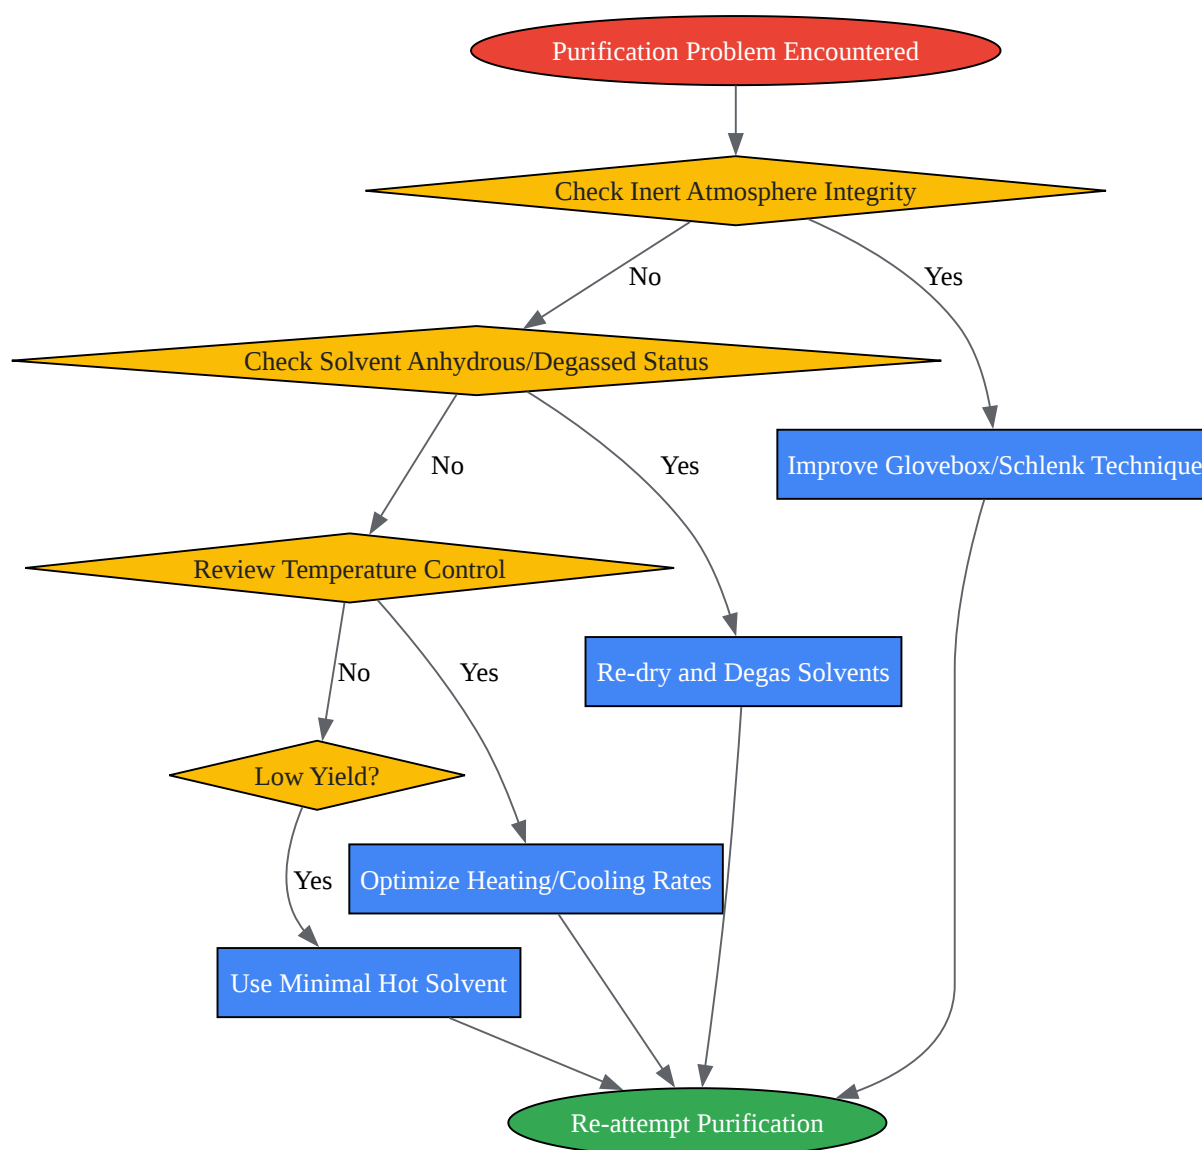 Purification Problem Encountered
Check Inert Atmosphere Integrity
No
Yes
Check Solvent Anhydrous/Degassed Status
No
Yes
Improve Glovebox/Schlenk Technique
Review Temperature Control
No
Yes
Re-dry and Degas Solvents
Low Yield?
Yes
Optimize Heating/Cooling Rates
Use Minimal Hot Solvent
Re-attempt Purification